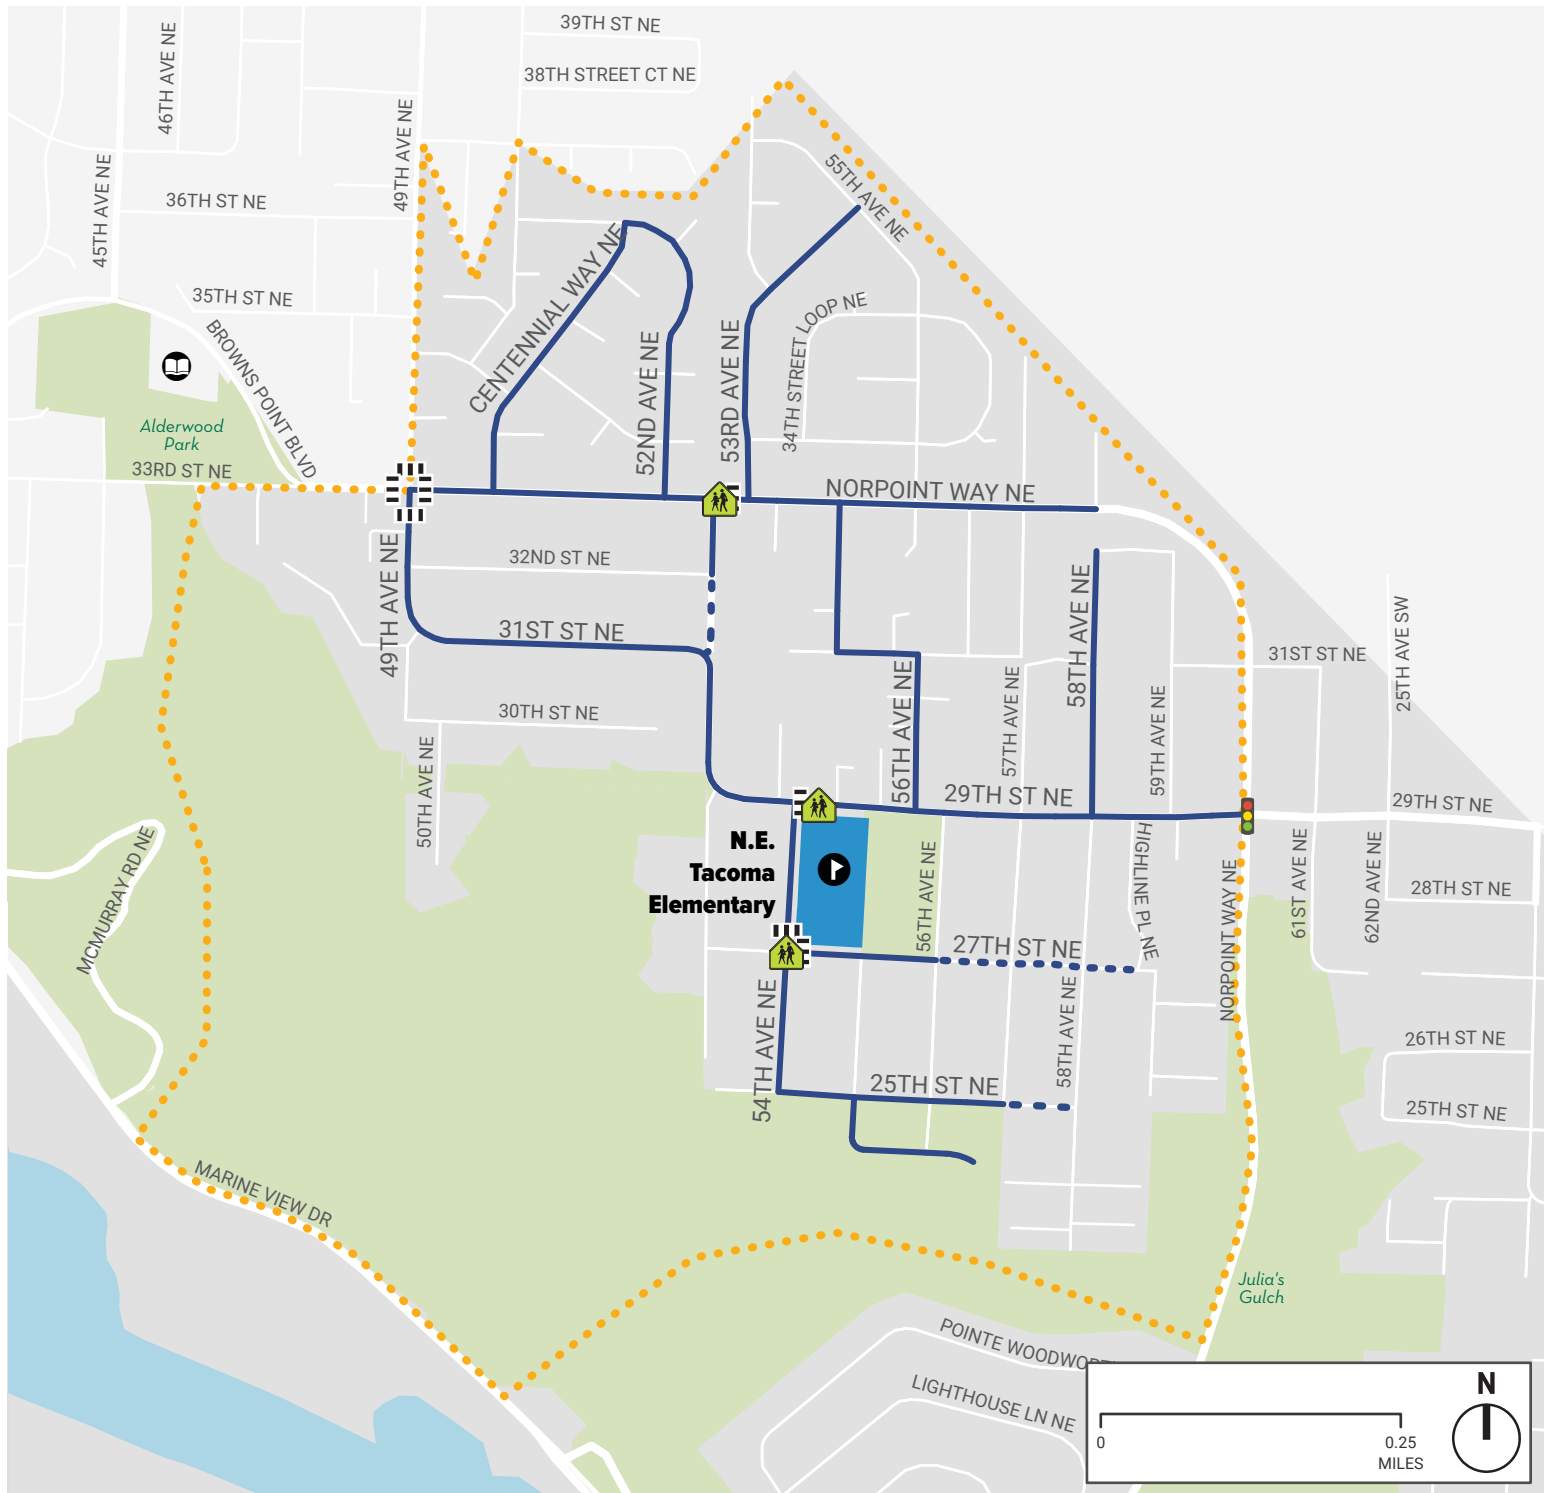 39TH ST NE
38TH STREET CT NE
46TH AVE NE
49TH AVE NE
45TH AVE NE
36TH ST NE
55TH AVE NE
35TH ST NE
CENTENNIAL WAY NE
34TH STREET LOOP NE
BROWNS POINT BLVD
52ND AVE NE
53RD AVE NE
Alderwood
Park
33RD ST NE
NORPOINT WAY NE
32ND ST NE
49TH AVE NE
31ST ST NE
58TH AVE NE
31ST ST NE
25TH AVE SW
30TH ST NE
56TH AVE NE
57TH AVE NE
59TH AVE NE
50TH AVE NE
29TH ST NE
29TH ST NE
MCMURRAY RD NE
N.E.
Tacoma
Elementary
56TH AVE NE
HIGHLINE PL NE
NORPOINT WAY NE
61ST AVE NE
62ND AVE NE
28TH ST NE
27TH ST NE
54TH AVE NE
58TH AVE NE
26TH ST NE
25TH ST NE
25TH ST NE
MARINE VIEW DR
Julia's
Gulch
POINTE WOODWORT
LIGHTHOUSE LN NE
N
0
0.25
MILES